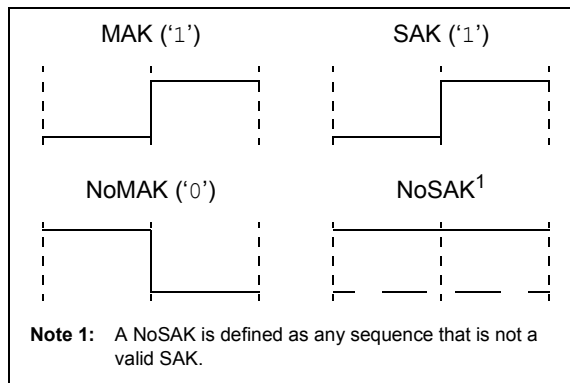 MAK (‘1’)
SAK (‘1’)
NoMAK (‘0’)
NoSAK¹
Note 1: A NoSAK is defined as any sequence that is not a
valid SAK.